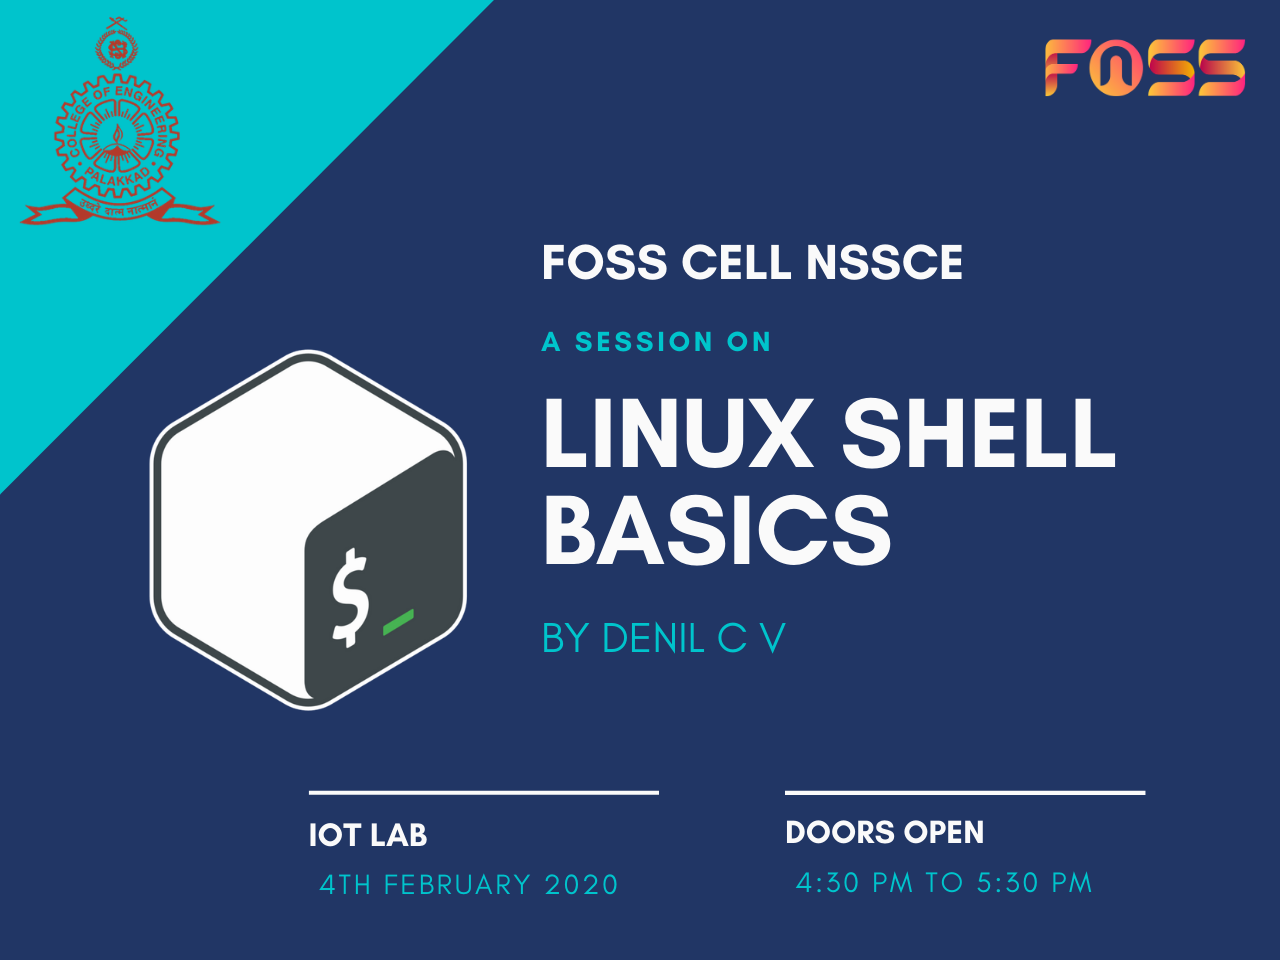 COLLEGE OF ENGINEERING
PALAKKAD
FOSS
FOSS CELL NSSCE
A SESSION ON
LINUX SHELL
BASICS
$_
BY DENIL C V
IOT LAB
4TH FEBRUARY 2020
DOORS OPEN
4:30 PM TO 5:30 PM